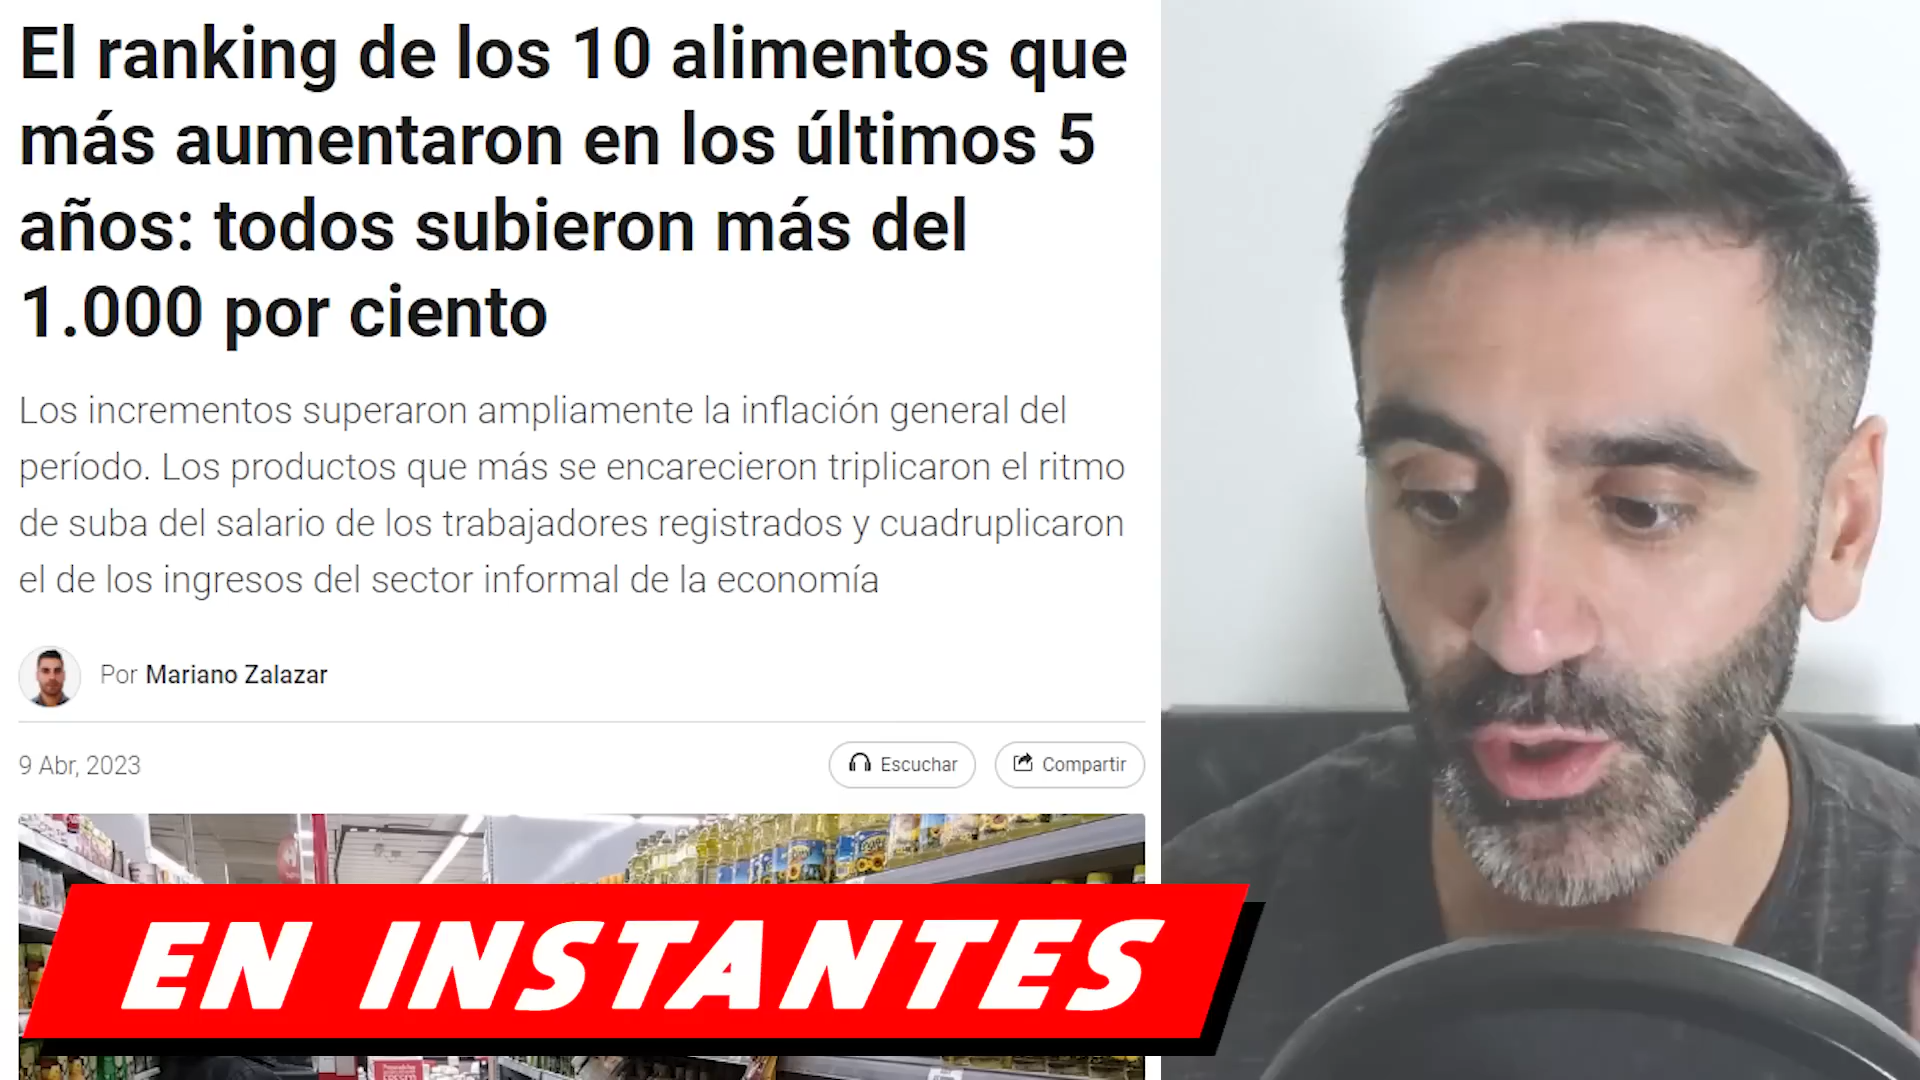 El ranking de los 10 alimentos que
más aumentaron en los últimos 5
años: todos subieron más del
1.000 por ciento
Los incrementos superaron ampliamente la inflación general del
período. Los productos que más se encarecieron triplicaron el ritmo
de suba del salario de los trabajadores registrados y cuadruplicaron
el de los ingresos del sector informal de la economía
Por Mariano Zalazar
9 Abr, 2023
Escuchar
Compartir
EN INSTANTES